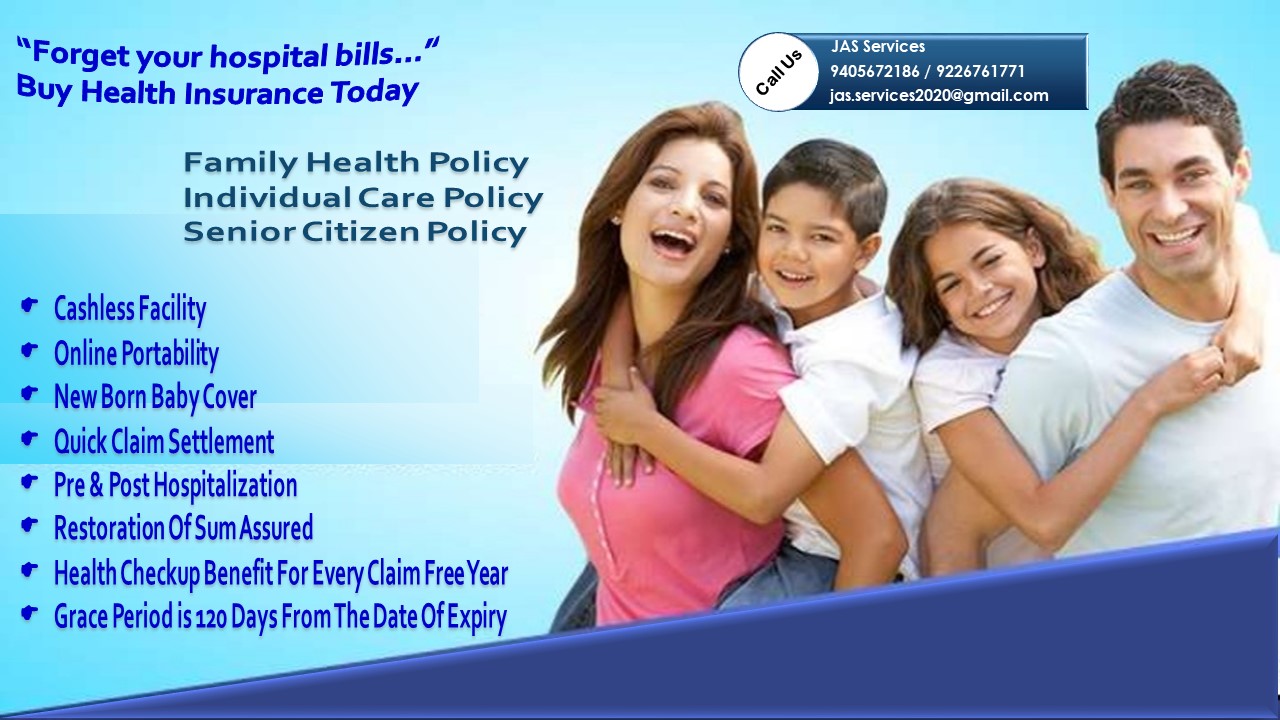 “Forget your hospital bills...”
Buy Health Insurance Today
Call Us
JAS Services
9405672186 / 9226761771
jas.services2020@gmail.com
Family Health Policy
Individual Care Policy
Senior Citizen Policy
Cashless Facility
Online Portability
New Born Baby Cover
Quick Claim Settlement
Pre & Post Hospitalization
Restoration Of Sum Assured
Health Checkup Benefit For Every Claim Free Year
Grace Period is 120 Days From The Date Of Expiry